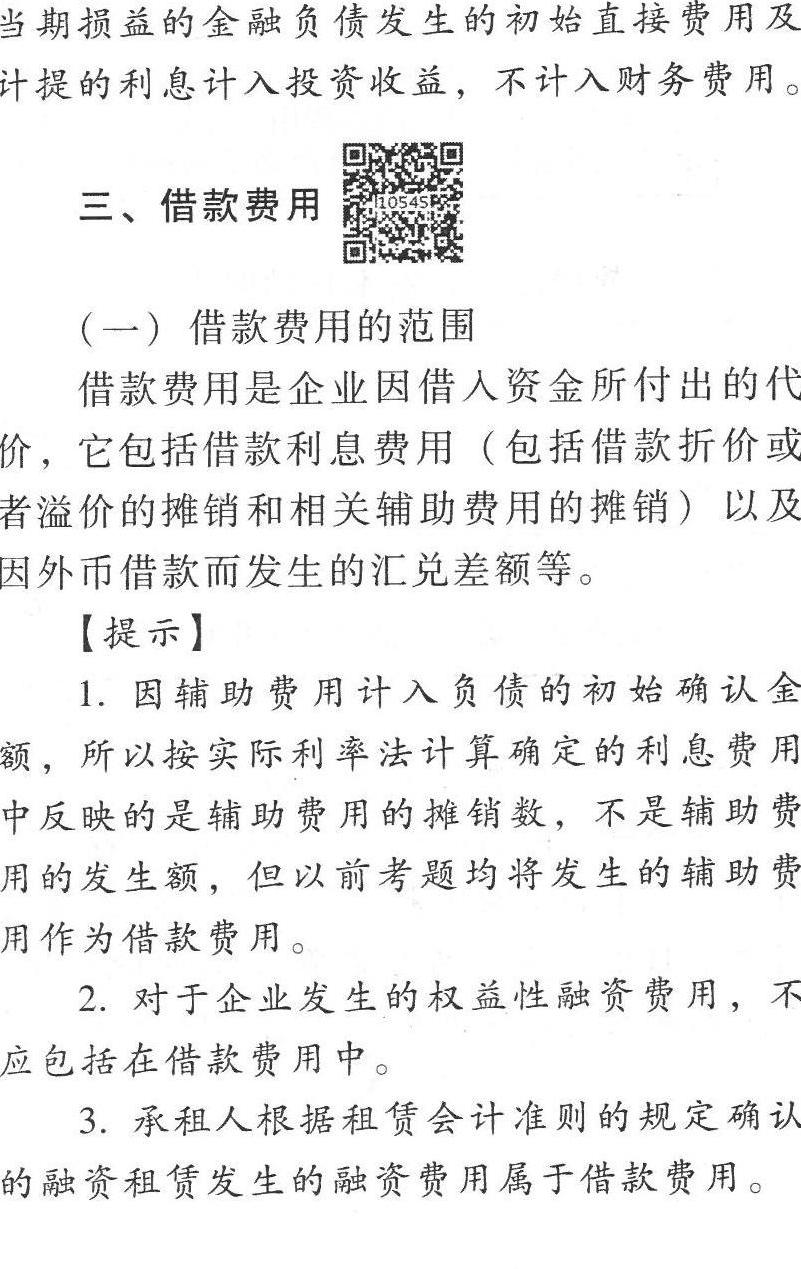 当期损益的金融负债发生的初始直接费用及
计提的利息计入投资收益，不计入财务费用。
三、借款费用
10545
（一）借款费用的范围
借款费用是企业因借入资金所付出的代
价，它包括借款利息费用（包括借款折价或
者溢价的摊销和相关辅助费用的摊销）以及
因外币借款而发生的汇兑差额等。
【提示】
1. 因辅助费用计入负债的初始确认金
额，所以按实际利率法计算确定的利息费用
中反映的是辅助费用的摊销数，不是辅助费
用的发生额，但以前考题均将发生的辅助费
用作为借款费用。
2. 对于企业发生的权益性融资费用，不
应包括在借款费用中。
3. 承租人根据租赁会计准则的规定确认
的融资租赁发生的融资费用属于借款费用。